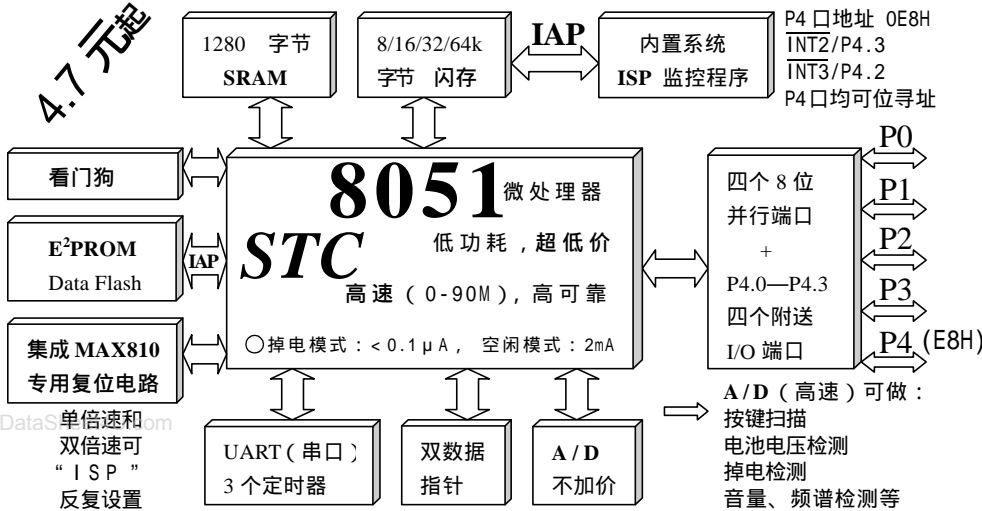 4.7 元起
1280 字节
SRAM
8/16/32/64k
字节 闪存
IAP
内置系统
ISP 监控程序
P4 口地址 0E8H
INT2/P4.3
INT3/P4.2
P4口均可位寻址
看门狗
E²PROM
Data Flash
IAP
集成 MAX810
专用复位电路
单倍速和
双倍速可
“ISP”
反复设置
8051 微处理器
STC 低功耗，超低价
高速（0-90M），高可靠
○掉电模式：<0.1μA， 空闲模式：2mA
四个 8 位
并行端口
+
P4.0—P4.3
四个附送
I/O 端口
P0
P1
P2
P3
P4 (E8H)
UART（串口）
3 个定时器
双数据
指针
A/D
不加价
A/D（高速）可做：
按键扫描
电池电压检测
掉电检测
音量、频谱检测等